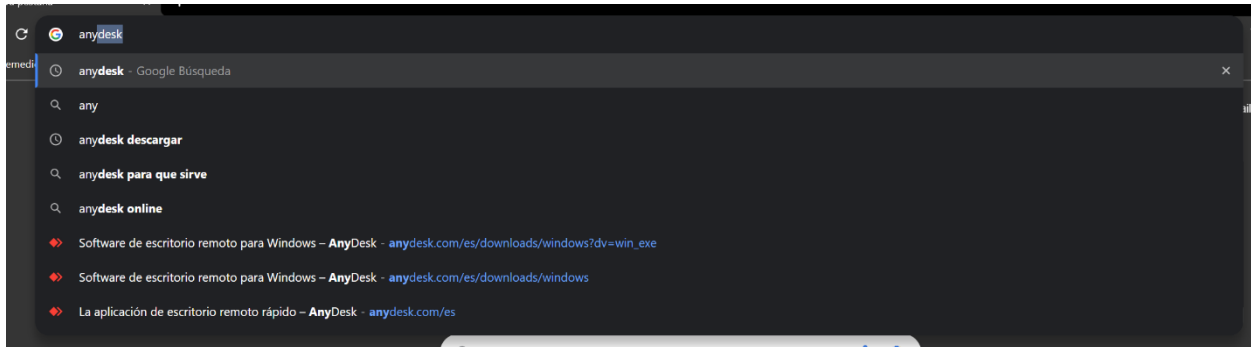 anydesk
emedi
anydesk - Google Búsqueda
any
anydesk descargar
anydesk para que sirve
anydesk online
Software de escritorio remoto para Windows – AnyDesk - anydesk.com/es/downloads/windows?dv=win_exe
Software de escritorio remoto para Windows – AnyDesk - anydesk.com/es/downloads/windows
La aplicación de escritorio remoto rápido – AnyDesk - anydesk.com/es